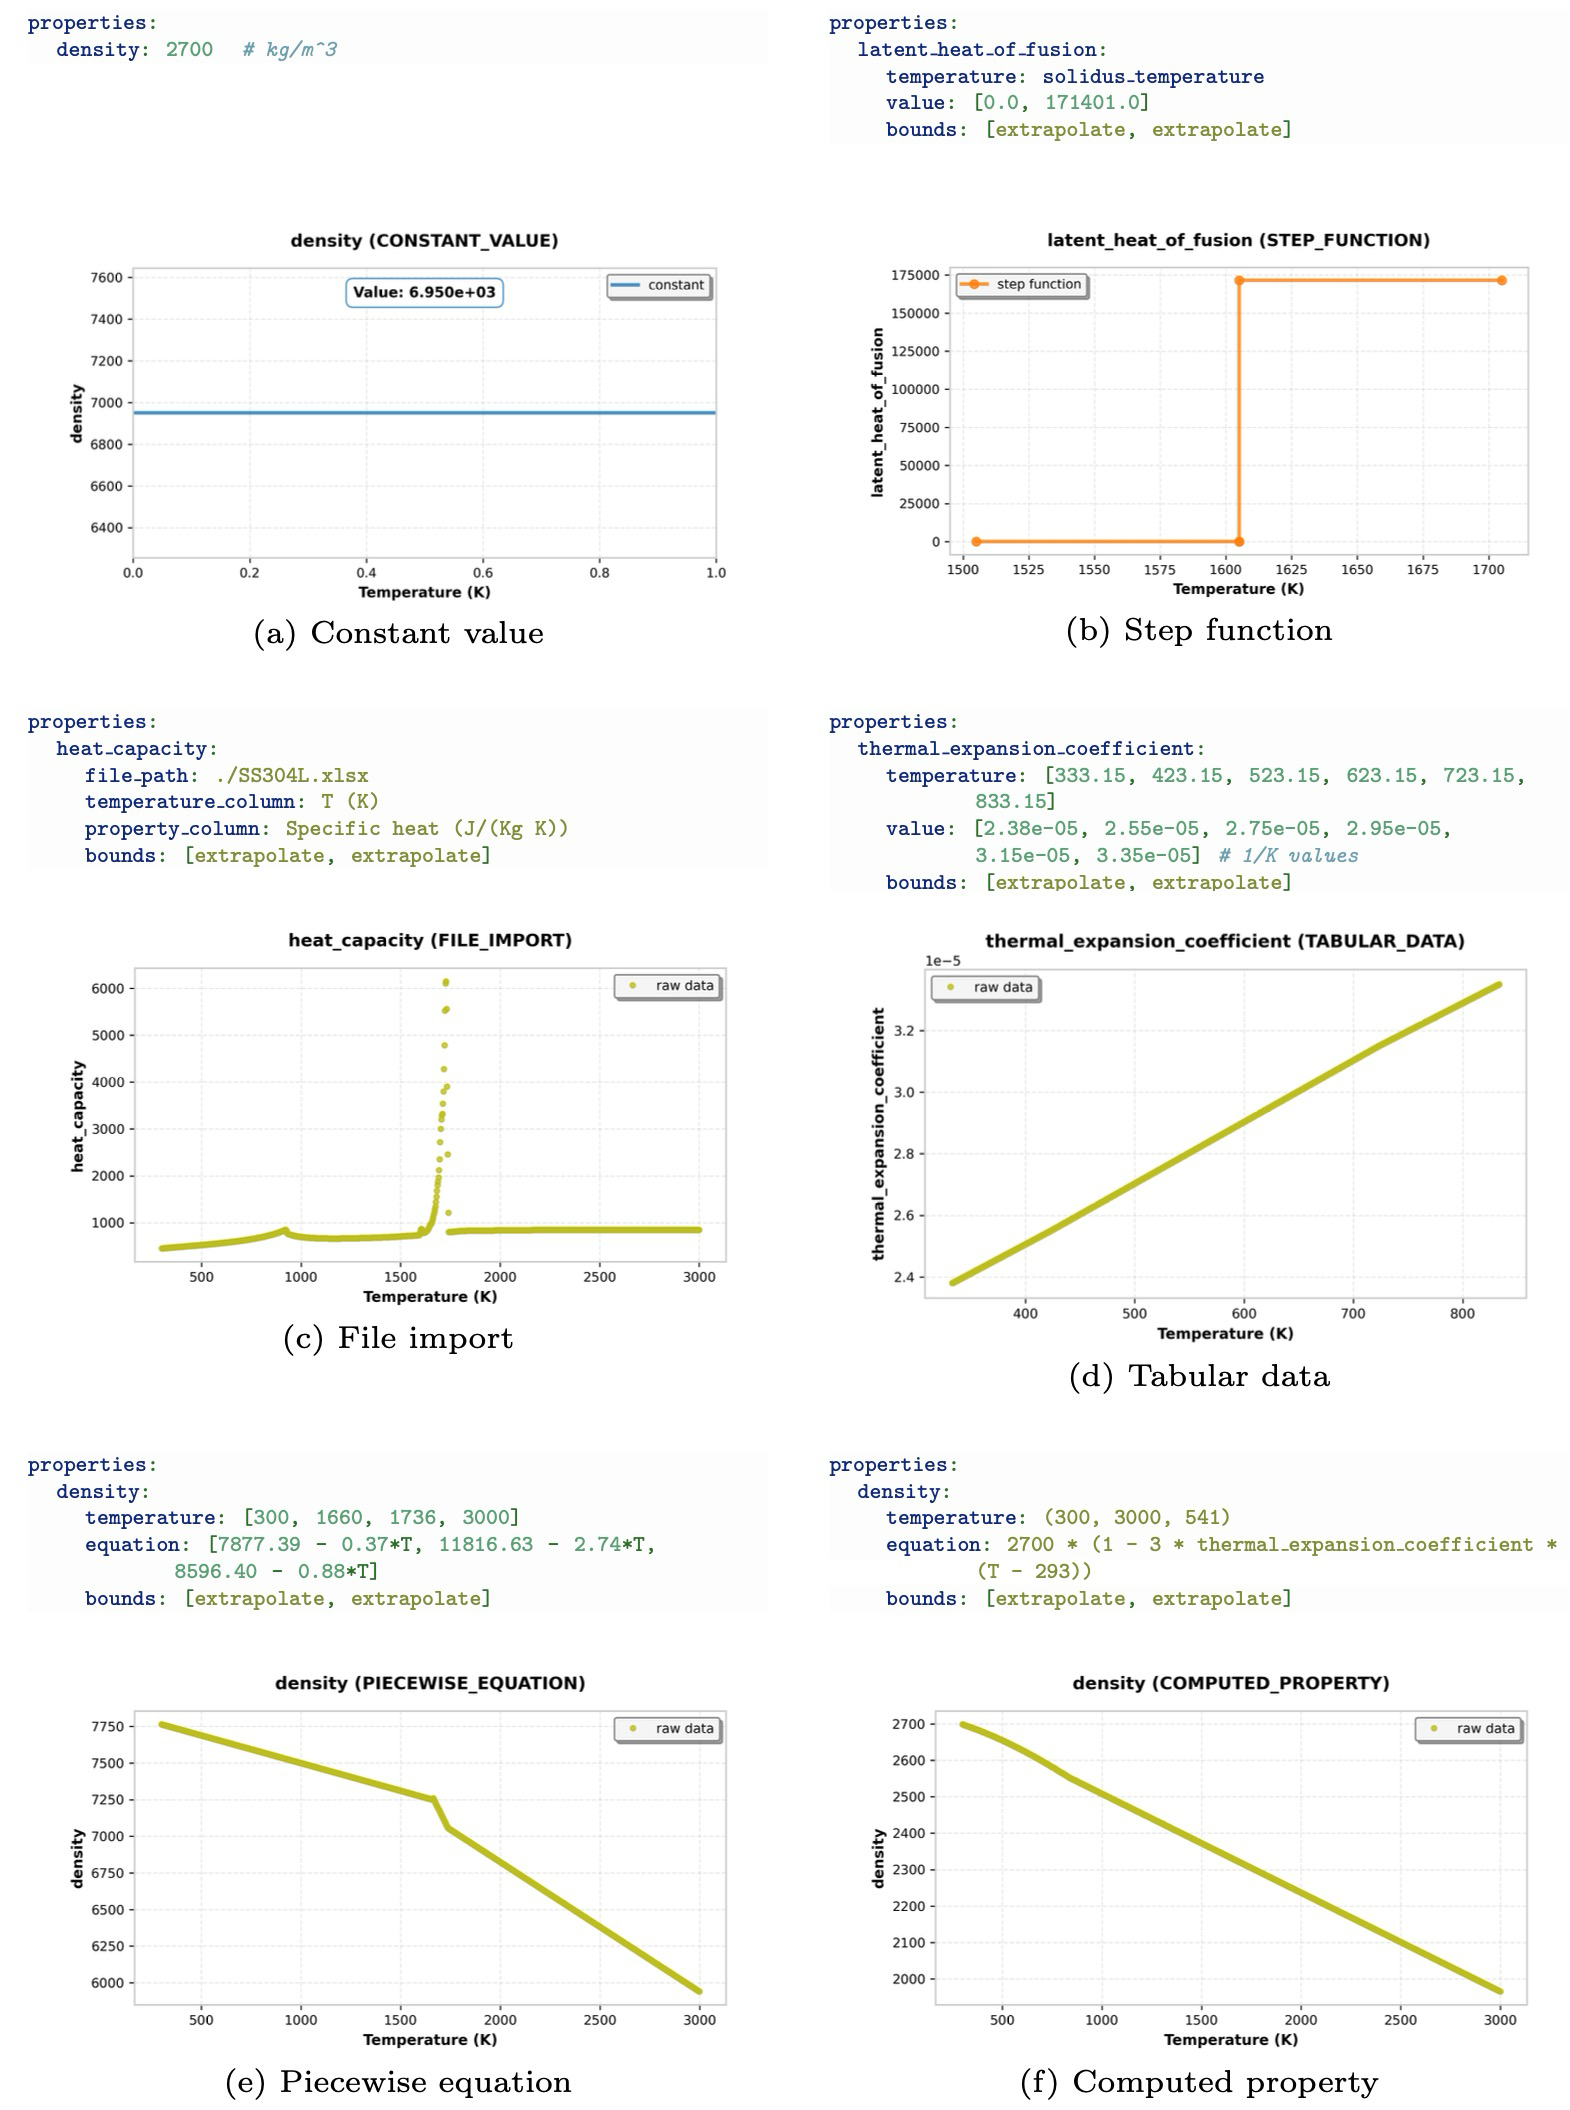 properties:
density: 2700 # kg/m^3
density (CONSTANT_VALUE)
Value: 6.950e+03
constant
7600
7400
7200
7000
6800
6600
6400
density
0.0 0.2 0.4 0.6 0.8 1.0
Temperature (K)
(a) Constant value
properties:
latent_heat_of_fusion:
temperature: solidus_temperature
value: [0.0, 171401.0]
bounds: [extrapolate, extrapolate]
latent_heat_of_fusion (STEP_FUNCTION)
step function
175000
150000
125000
100000
75000
50000
25000
0
latent_heat_of_fusion
1500 1525 1550 1575 1600 1625 1650 1675 1700
Temperature (K)
(b) Step function
properties:
heat_capacity:
file_path: ./SS304L.xlsx
temperature_column: T (K)
property_column: Specific heat (J/(Kg K))
bounds: [extrapolate, extrapolate]
heat_capacity (FILE_IMPORT)
raw data
6000
5000
4000
3000
2000
1000
heat_capacity
500 1000 1500 2000 2500 3000
Temperature (K)
(c) File import
properties:
thermal_expansion_coefficient:
temperature: [333.15, 423.15, 523.15, 623.15, 723.15,
833.15]
value: [2.38e-05, 2.55e-05, 2.75e-05, 2.95e-05,
3.15e-05, 3.35e-05] # 1/K values
bounds: [extrapolate, extrapolate]
thermal_expansion_coefficient (TABULAR_DATA)
1e−5
raw data
3.2
3.0
2.8
2.6
2.4
thermal_expansion_coefficient
400 500 600 700 800
Temperature (K)
(d) Tabular data
properties:
density:
temperature: [300, 1660, 1736, 3000]
equation: [7877.39 - 0.37*T, 11816.63 - 2.74*T,
8596.40 - 0.88*T]
bounds: [extrapolate, extrapolate]
density (PIECEWISE_EQUATION)
raw data
7750
7500
7250
7000
6750
6500
6250
6000
density
500 1000 1500 2000 2500 3000
Temperature (K)
(e) Piecewise equation
properties:
density:
temperature: (300, 3000, 541)
equation: 2700 * (1 - 3 * thermal_expansion_coefficient *
(T - 293))
bounds: [extrapolate, extrapolate]
density (COMPUTED_PROPERTY)
raw data
2700
2600
2500
2400
2300
2200
2100
2000
density
500 1000 1500 2000 2500 3000
Temperature (K)
(f) Computed property